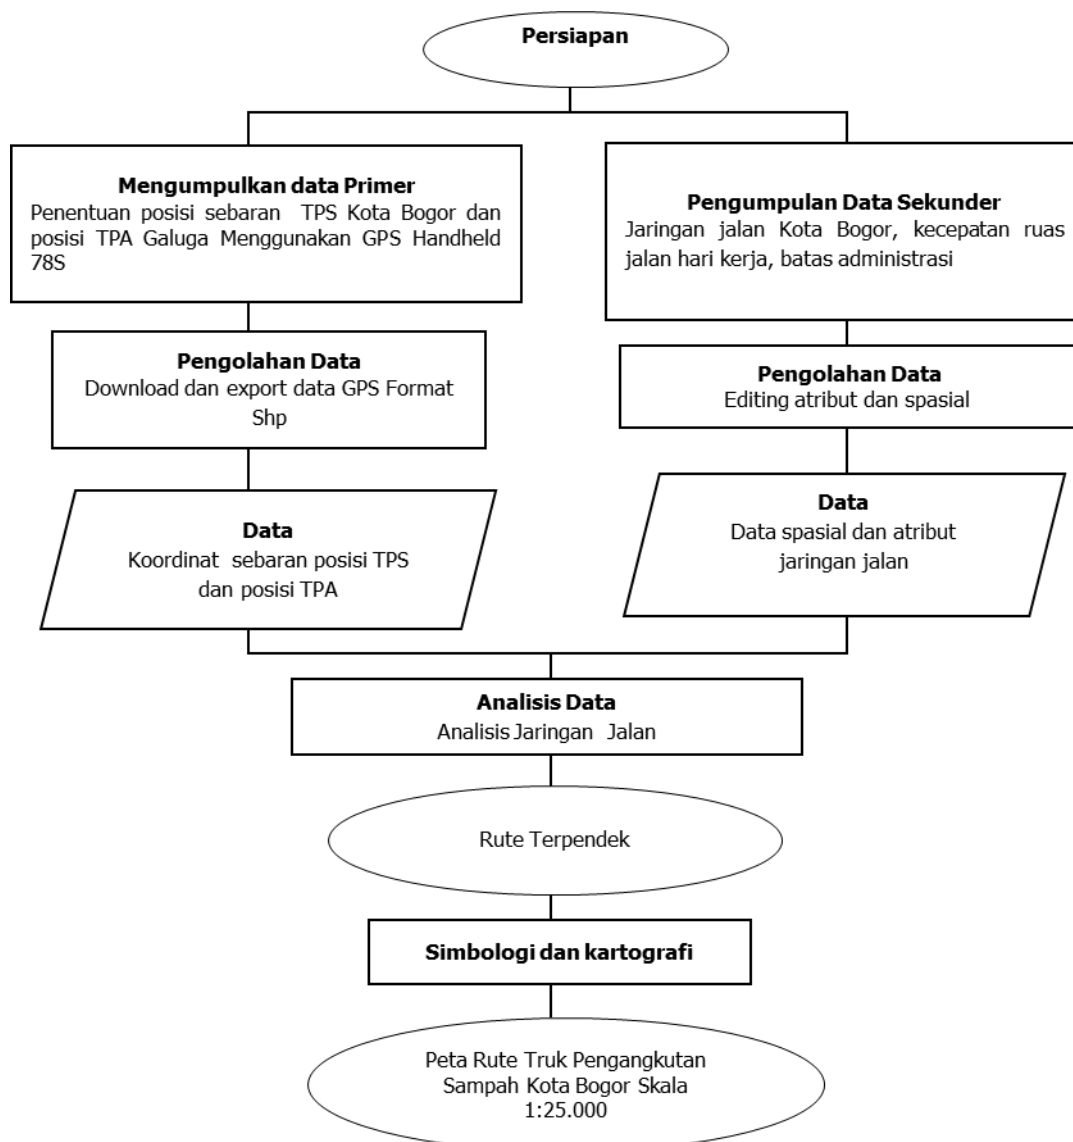 Persiapan
Mengumpulkan data Primer
Penentuan posisi sebaran TPS Kota Bogor dan
posisi TPA Galuga Menggunakan GPS Handheld
78S
Pengumpulan Data Sekunder
Jaringan jalan Kota Bogor, kecepatan ruas
jalan hari kerja, batas administrasi
Pengolahan Data
Download dan export data GPS Format
Shp
Pengolahan Data
Editing atribut dan spasial
Data
Koordinat sebaran posisi TPS
dan posisi TPA
Data
Data spasial dan atribut
jaringan jalan
Analisis Data
Analisis Jaringan Jalan
Rute Terpendek
Simbologi dan kartografi
Peta Rute Truk Pengangkutan
Sampah Kota Bogor Skala
1:25.000